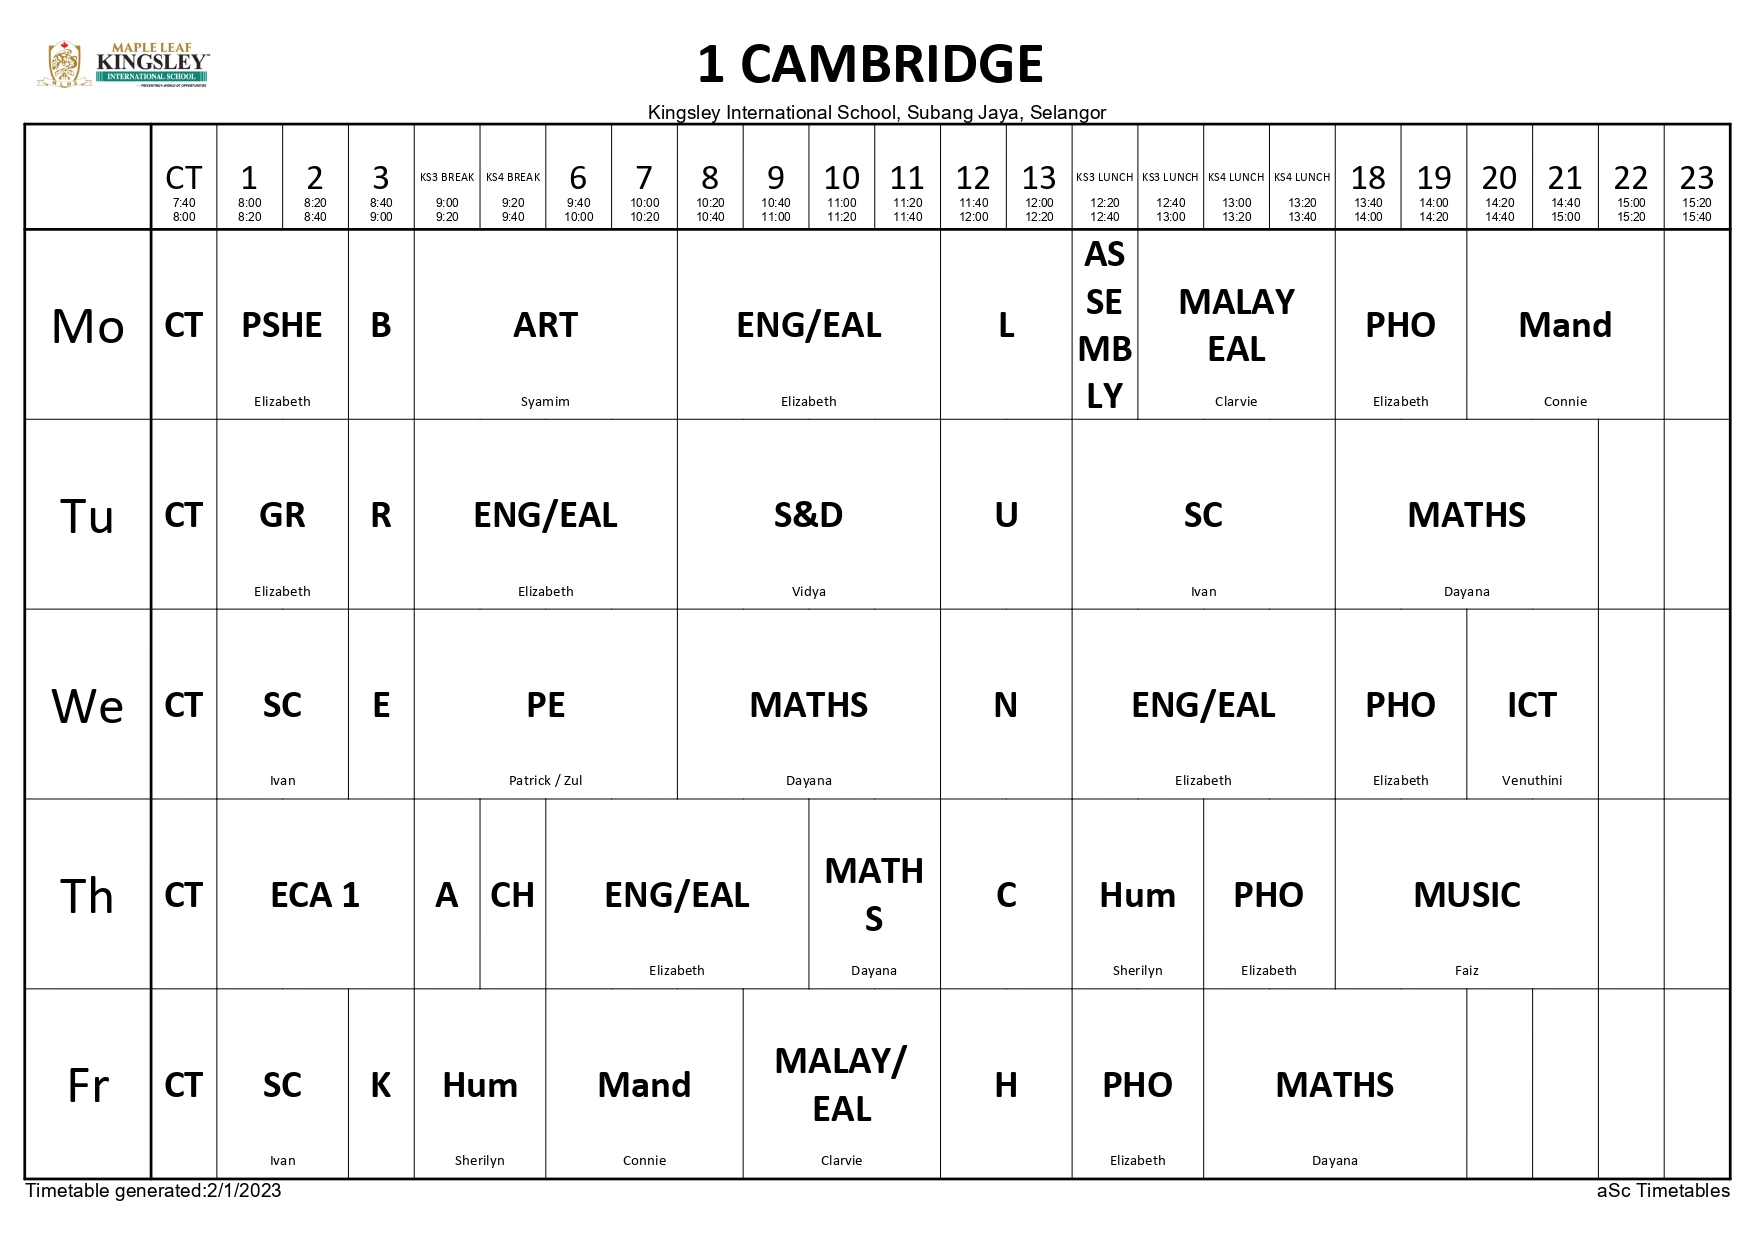 MAPLE LEAF
KINGSLEY
INTERNATIONAL SCHOOL
1 CAMBRIDGE
Kingsley International School, Subang Jaya, Selangor
CT 1 2 3 KS3 BREAK KS4 BREAK 6 7 8 9 10 11 12 13 KS3 LUNCH KS3 LUNCH KS4 LUNCH KS4 LUNCH 18 19 20 21 22 23
7:40 8:00 8:20 8:40 9:00 9:20 9:40 10:00 10:20 10:40 11:00 11:20 11:40 12:00 12:20 12:40 13:00 13:20 13:40 14:00 14:20 14:40 15:00 15:20
8:00 8:20 8:40 9:00 9:20 9:40 10:00 10:20 10:40 11:00 11:20 11:40 12:00 12:20 12:40 13:00 13:20 13:40 14:00 14:20 14:40 15:00 15:20 15:40
Mo
CT
PSHE
Elizabeth
B
ART
Syamim
ENG/EAL
Elizabeth
L
AS
SE
MB
LY
MALAY
EAL
Clarvie
PHO
Elizabeth
Mand
Connie
Tu
CT
GR
Elizabeth
R
ENG/EAL
Elizabeth
S&D
Vidya
U
SC
Ivan
MATHS
Dayana
We
CT
SC
Ivan
E
PE
Patrick / Zul
MATHS
Dayana
N
ENG/EAL
Elizabeth
PHO
Elizabeth
ICT
Venuthini
Th
CT
ECA 1
A
CH
ENG/EAL
Elizabeth
MATH
S
Dayana
C
Hum
Sherilyn
PHO
Elizabeth
MUSIC
Faiz
Fr
CT
SC
Ivan
K
Hum
Sherilyn
Mand
Connie
MALAY/
EAL
Clarvie
H
PHO
Elizabeth
MATHS
Dayana
Timetable generated:2/1/2023
aSc Timetables